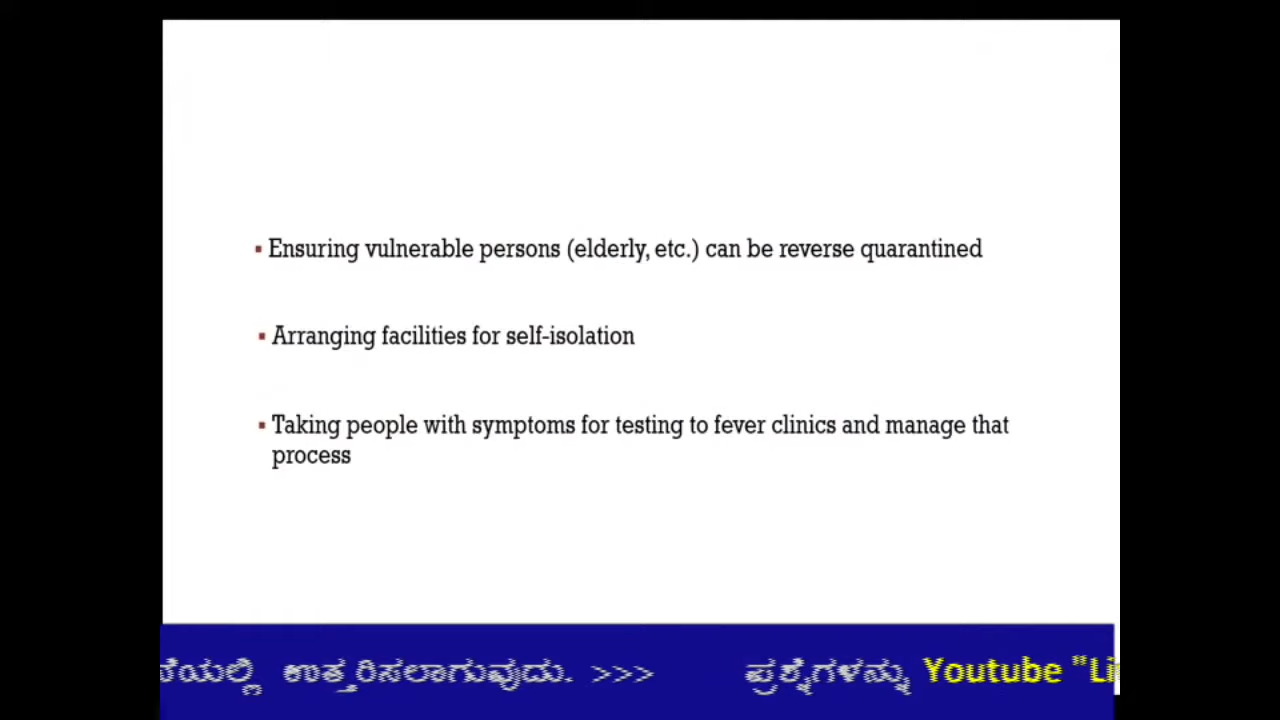 ▪ Ensuring vulnerable persons (elderly, etc.) can be reverse quarantined
▪ Arranging facilities for self-isolation
▪ Taking people with symptoms for testing to fever clinics and manage that
process
ಉತ್ತರಿಸಲಾಗುವುದು. >>> ಪ್ರಶ್ನೆಗಳನ್ನು Youtube "Li